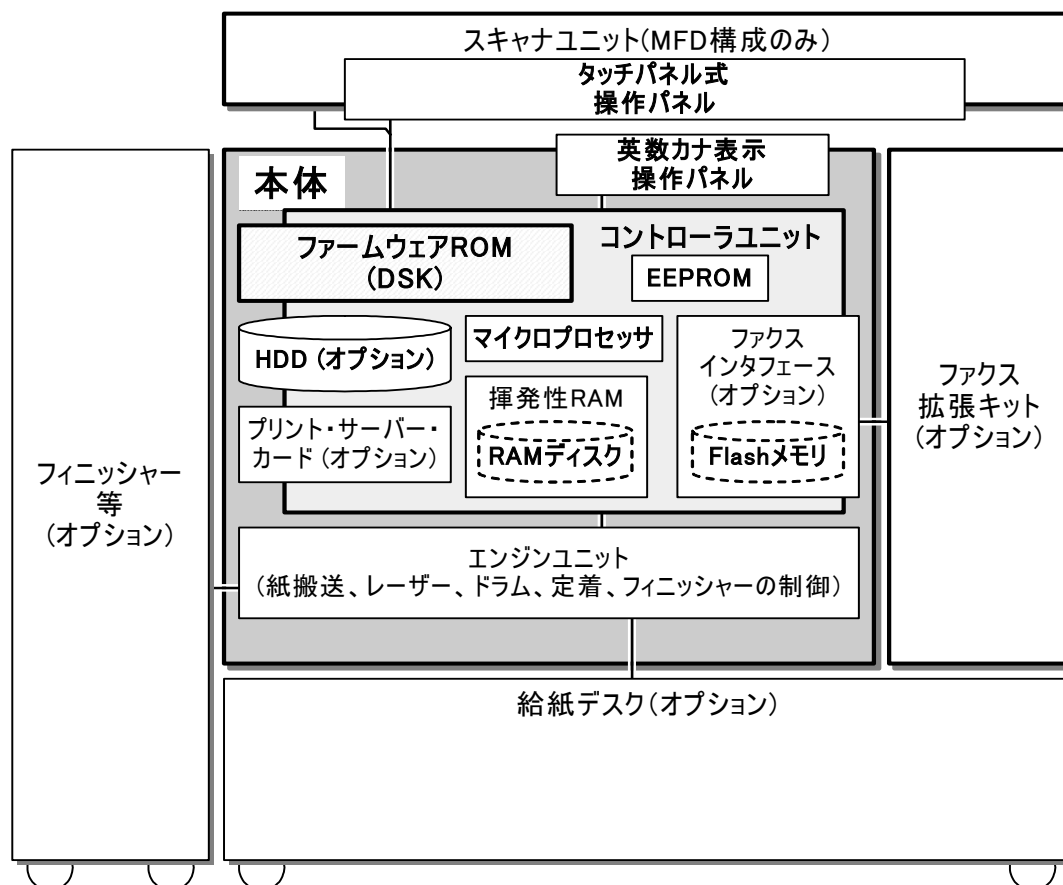 スキャナユニット(MFD構成のみ)
タッチパネル式
操作パネル
英数カナ表示
操作パネル
本体
ファームウェアROM
(DSK)
コントローラユニット
EEPROM
HDD (オプション)
マイクロプロセッサ
ファクス
インタフェース
(オプション)
揮発性RAM
RAMディスク
Flashメモリ
プリント・サーバー・
カード (オプション)
ファクス
拡張キット
(オプション)
フィニッシャー
等
(オプション)
エンジンユニット
(紙搬送、レーザー、ドラム、定着、フィニッシャーの制御)
給紙デスク(オプション)